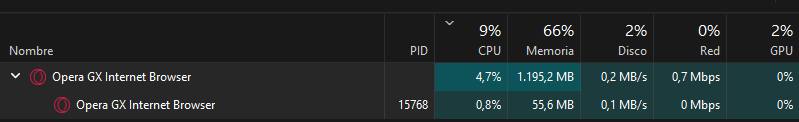 9% 66% 2% 0% 2%
Nombre PID CPU Memoria Disco Red GPU
Opera GX Internet Browser 4,7% 1.195,2 MB 0,2 MB/s 0,7 Mbps 0%
Opera GX Internet Browser 15768 0,8% 55,6 MB 0,1 MB/s 0 Mbps 0%